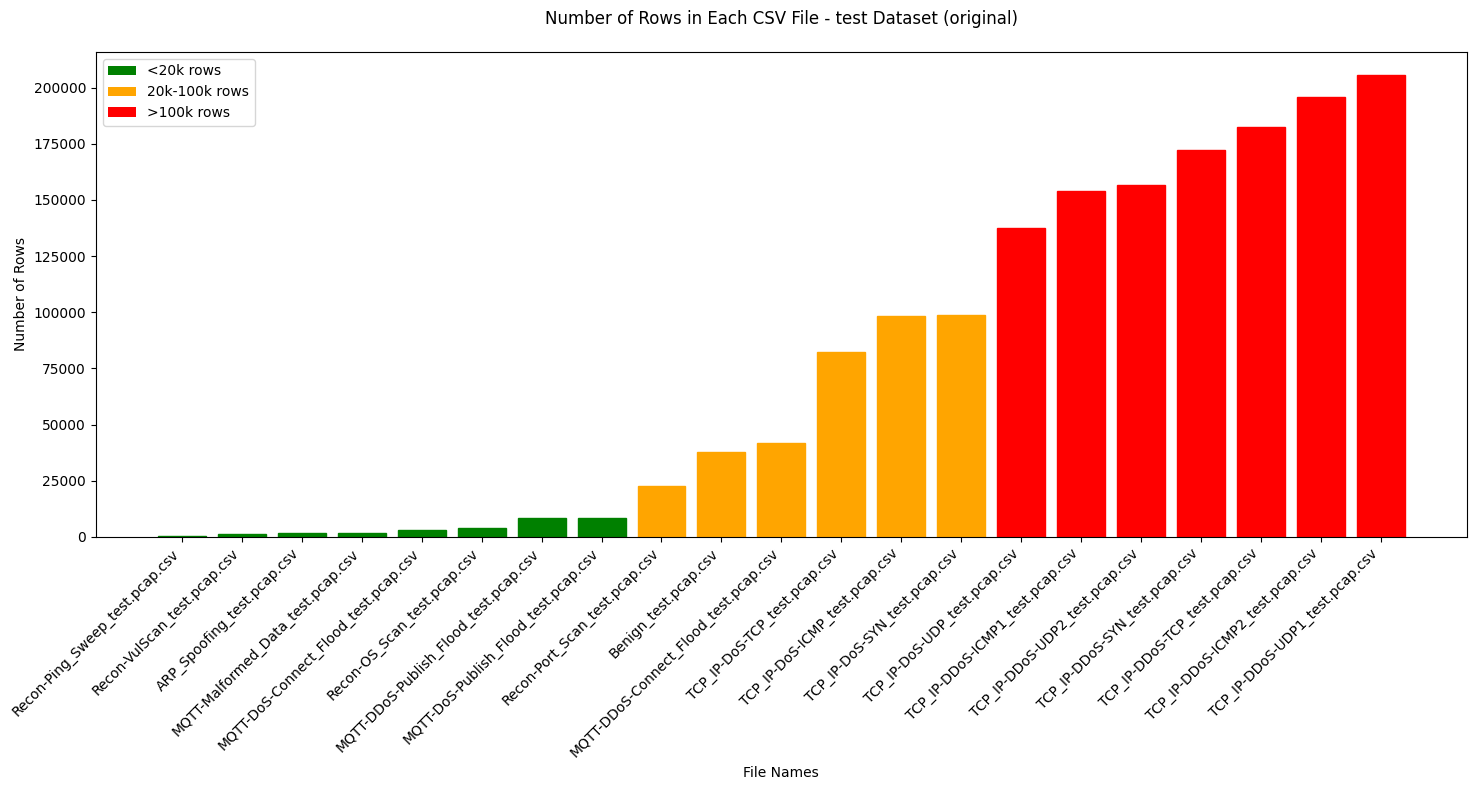 Number of Rows in Each CSV File - test Dataset (original)
<20k rows
20k-100k rows
>100k rows
Number of Rows
200000
175000
150000
125000
100000
75000
50000
25000
0
Recon-Ping_Sweep_test.pcap.csv
Recon-VulScan_test.pcap.csv
ARP_Spoofing_test.pcap.csv
MQTT-Malformed_Data_test.pcap.csv
MQTT-DoS-Connect_Flood_test.pcap.csv
Recon-OS_Scan_test.pcap.csv
MQTT-DDoS-Publish_Flood_test.pcap.csv
MQTT-DoS-Publish_Flood_test.pcap.csv
Recon-Port_Scan_test.pcap.csv
Benign_test.pcap.csv
MQTT-DDoS-Connect_Flood_test.pcap.csv
TCP_IP-DoS-TCP_test.pcap.csv
TCP_IP-DoS-ICMP_test.pcap.csv
TCP_IP-DoS-SYN_test.pcap.csv
TCP_IP-DoS-UDP_test.pcap.csv
TCP_IP-DDoS-ICMP1_test.pcap.csv
TCP_IP-DDoS-UDP2_test.pcap.csv
TCP_IP-DDoS-SYN_test.pcap.csv
TCP_IP-DDoS-TCP_test.pcap.csv
TCP_IP-DDoS-ICMP2_test.pcap.csv
TCP_IP-DDoS-UDP1_test.pcap.csv
File Names